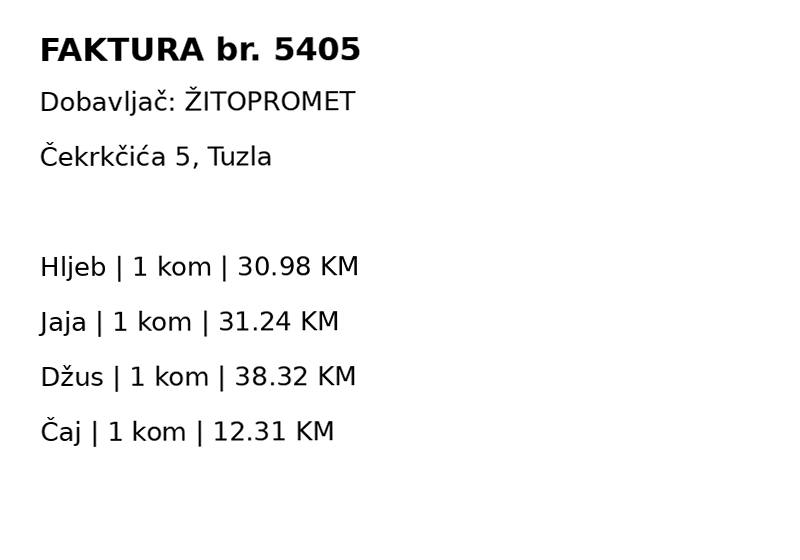 FAKTURA br. 5405
Dobavljač: ŽITOPROMET
Čekrkčića 5, Tuzla
Hljeb | 1 kom | 30.98 KM
Jaja | 1 kom | 31.24 KM
Džus | 1 kom | 38.32 KM
Čaj | 1 kom | 12.31 KM